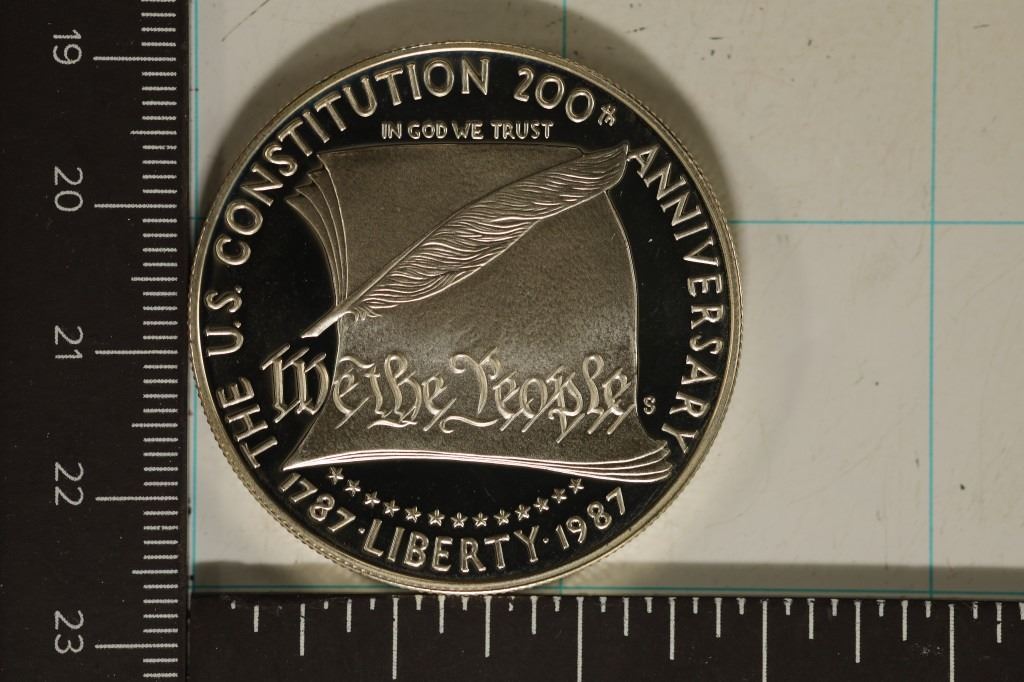 THE U.S. CONSTITUTION 200TH ANNIVERSARY
IN GOD WE TRUST
We the People
S
1787 · LIBERTY · 1987
19
20
21
22
23